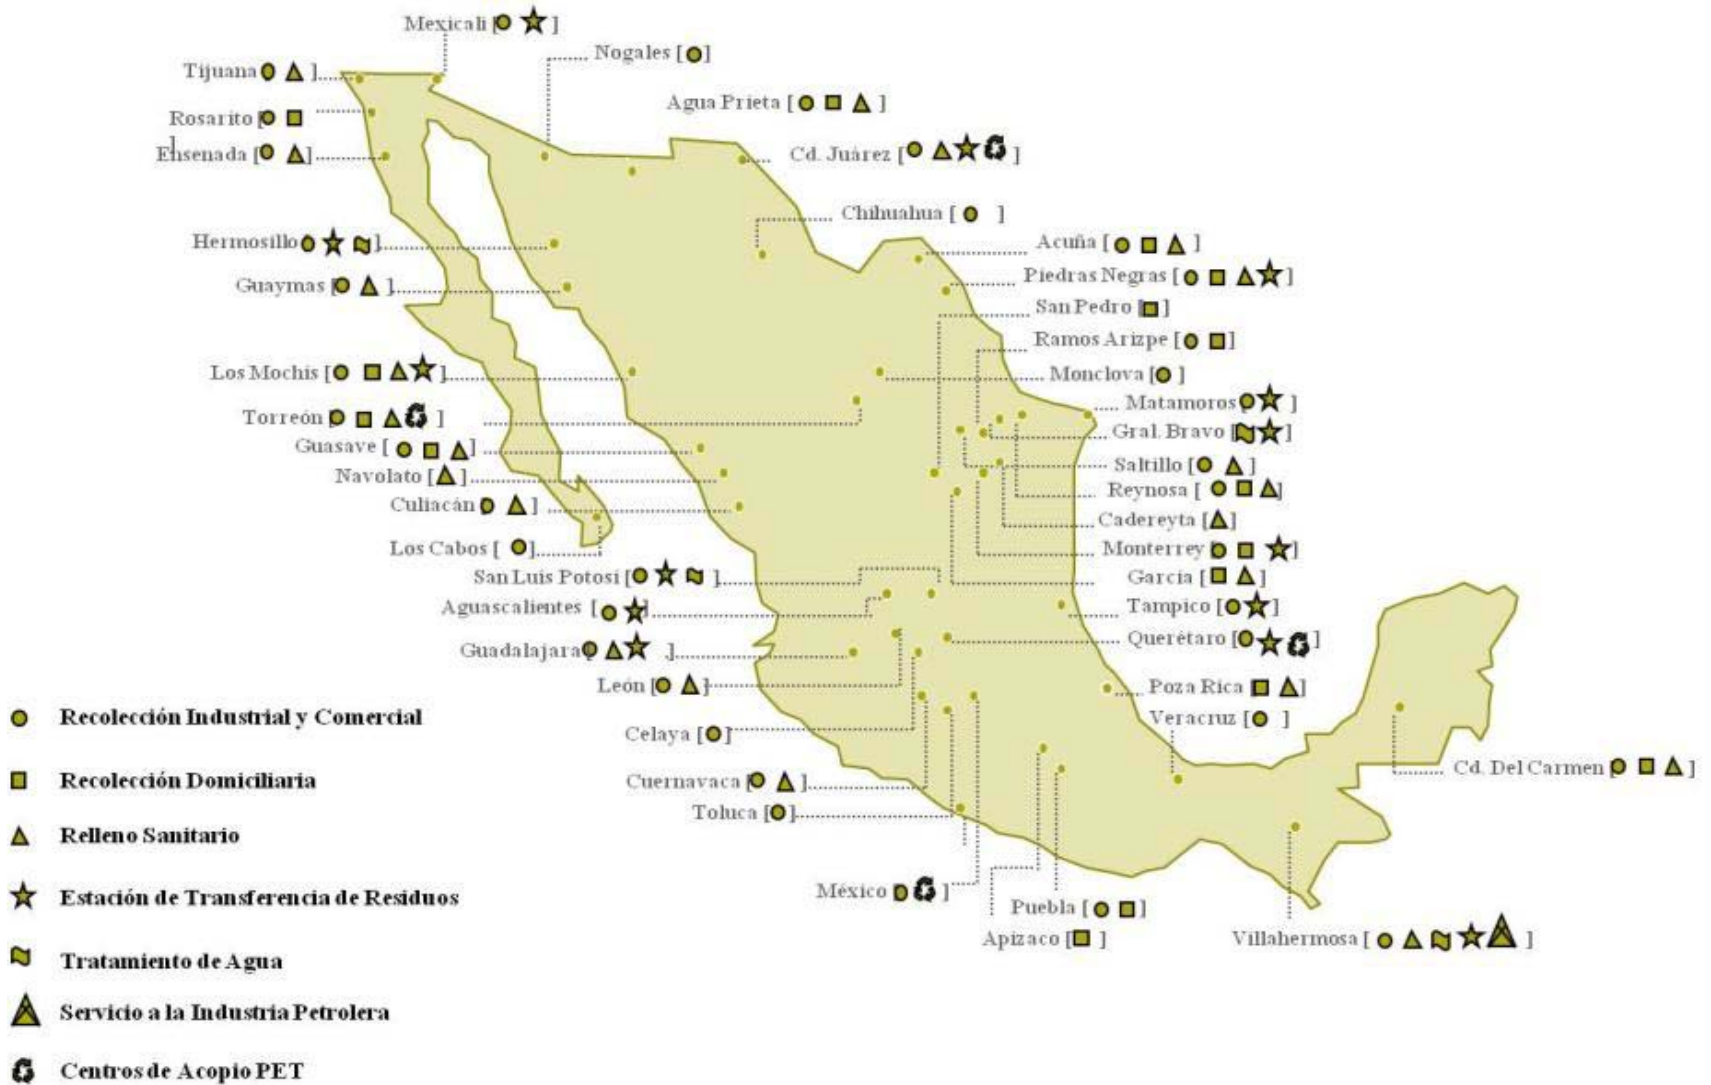 Mexicali [ ]
Nogales [ ]
Tijuana ]
Agua Prieta [ ]
Rosarito [
]
Ensenada [ ]
Cd. Juárez [ ]
Chihuahua [ ]
Hermosillo ]
Acuña [ ]
Piedras Negras [ ]
Guaymas [ ]
San Pedro [ ]
Ramos Arizpe [ ]
Los Mochis [ ]
Monclova [ ]
Matamoros [ ]
Torreón [ ]
Gral. Bravo [ ]
Guasave [ ]
Saltillo [ ]
Navolato [ ]
Reynosa [ ]
Culiacán [ ]
Cadereyta [ ]
Los Cabos [ ]
Monterrey [ ]
San Luis Potosí [ ]
García [ ]
Aguascalientes [ ]
Tampico [ ]
Querétaro [ ]
Guadalajara [ ]
León [ ]
Poza Rica [ ]
Veracruz [ ]
Celaya [ ]
Cd. Del Carmen [ ]
Cuernavaca [ ]
Toluca [ ]
México [ ]
Puebla [ ]
Apizaco [ ]
Villahermosa [ ]
Recolección Industrial y Comercial
Recolección Domiciliaria
Relleno Sanitario
Estación de Transferencia de Residuos
Tratamiento de Agua
Servicio a la Industria Petrolera
Centros de Acopio PET